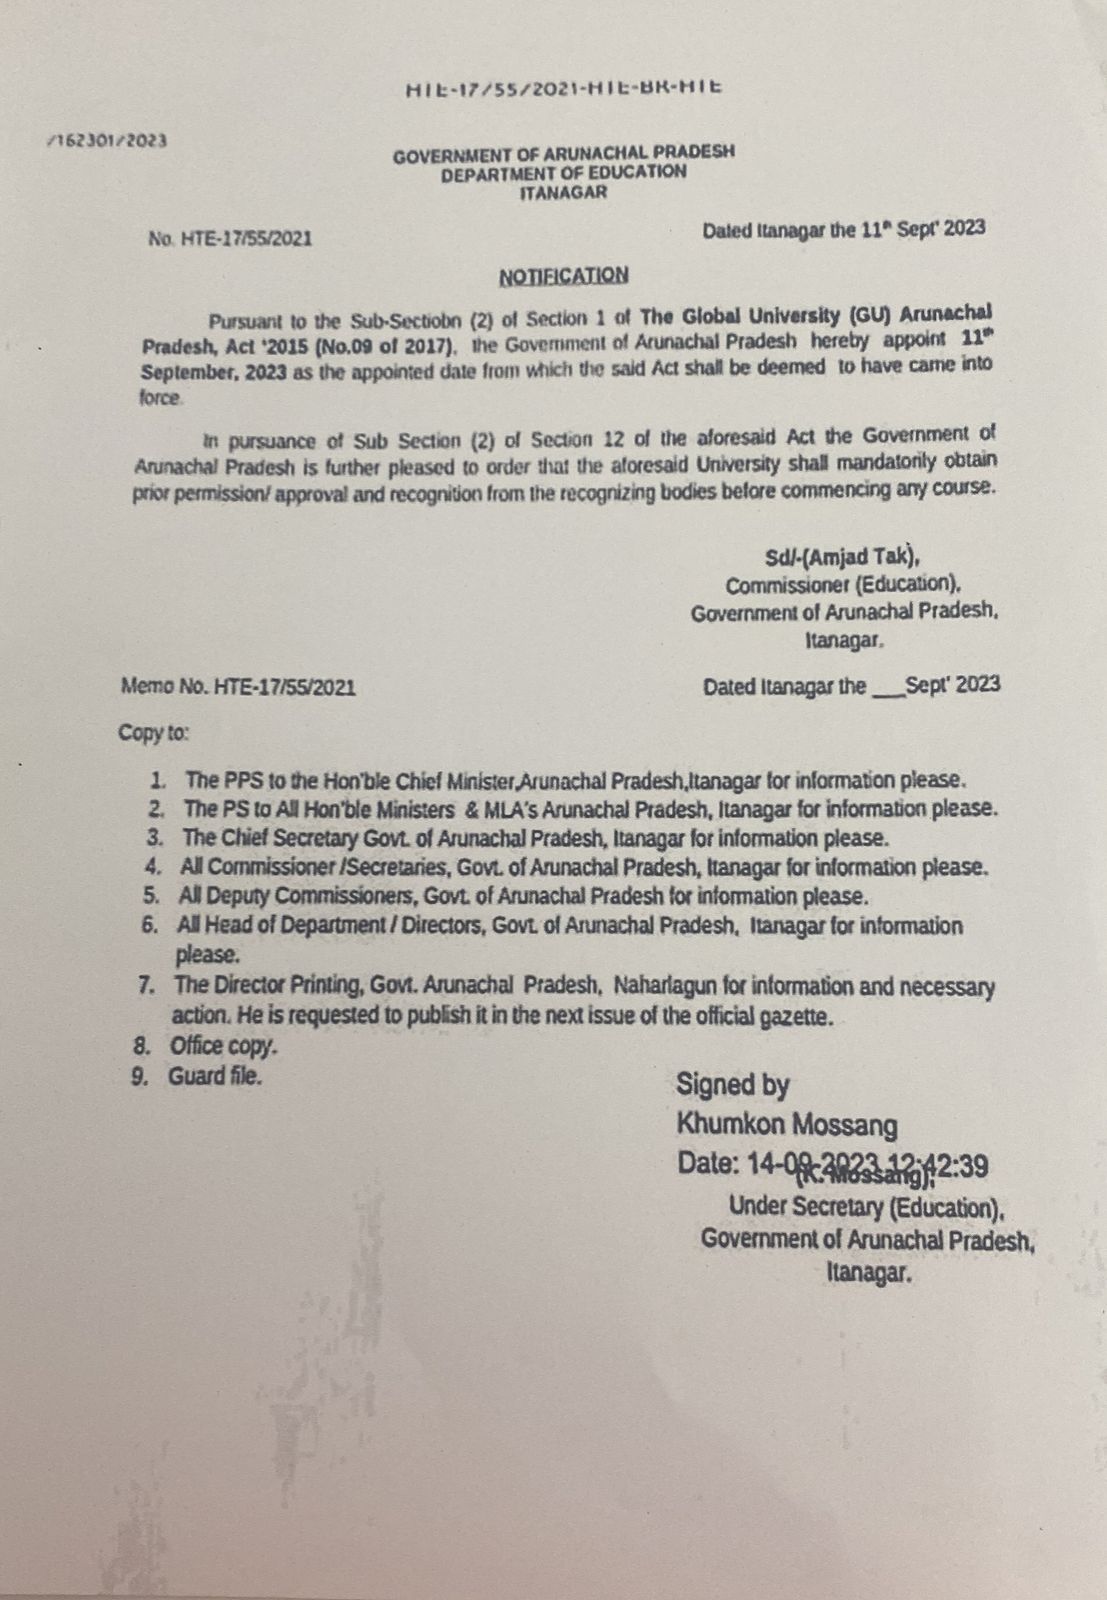 HTE-17/55/2021-HTE-BR-HTE
/162301/2023
GOVERNMENT OF ARUNACHAL PRADESH
DEPARTMENT OF EDUCATION
ITANAGAR
No. HTE-17/55/2021
Dated Itanagar the 11th Sept' 2023
NOTIFICATION
Pursuant to the Sub-Sectiobn (2) of Section 1 of The Global University (GU) Arunachal
Pradesh, Act '2015 (No.09 of 2017), the Government of Arunachal Pradesh hereby appoint 11th
September, 2023 as the appointed date from which the said Act shall be deemed to have came into
force.
In pursuance of Sub Section (2) of Section 12 of the aforesaid Act the Government of
Arunachal Pradesh is further pleased to order that the aforesaid University shall mandatorily obtain
prior permission/ approval and recognition from the recognizing bodies before commencing any course.
Sd/-(Amjad Tak),
Commissioner (Education),
Government of Arunachal Pradesh,
Itanagar.
Memo No. HTE-17/55/2021
Dated Itanagar the ___Sept' 2023
Copy to:
1. The PPS to the Hon'ble Chief Minister,Arunachal Pradesh,Itanagar for information please.
2. The PS to All Hon'ble Ministers & MLA's Arunachal Pradesh, Itanagar for information please.
3. The Chief Secretary Govt. of Arunachal Pradesh, Itanagar for information please.
4. All Commissioner /Secretaries, Govt. of Arunachal Pradesh, Itanagar for information please.
5. All Deputy Commissioners, Govt. of Arunachal Pradesh for information please.
6. All Head of Department / Directors, Govt. of Arunachal Pradesh, Itanagar for information
please.
7. The Director Printing, Govt. Arunachal Pradesh, Naharlagun for information and necessary
action. He is requested to publish it in the next issue of the official gazette.
8. Office copy.
9. Guard file.
Signed by
Khumkon Mossang
Date: 14-09-2023 12:42:39
(K. Mossang),
Under Secretary (Education),
Government of Arunachal Pradesh,
Itanagar.